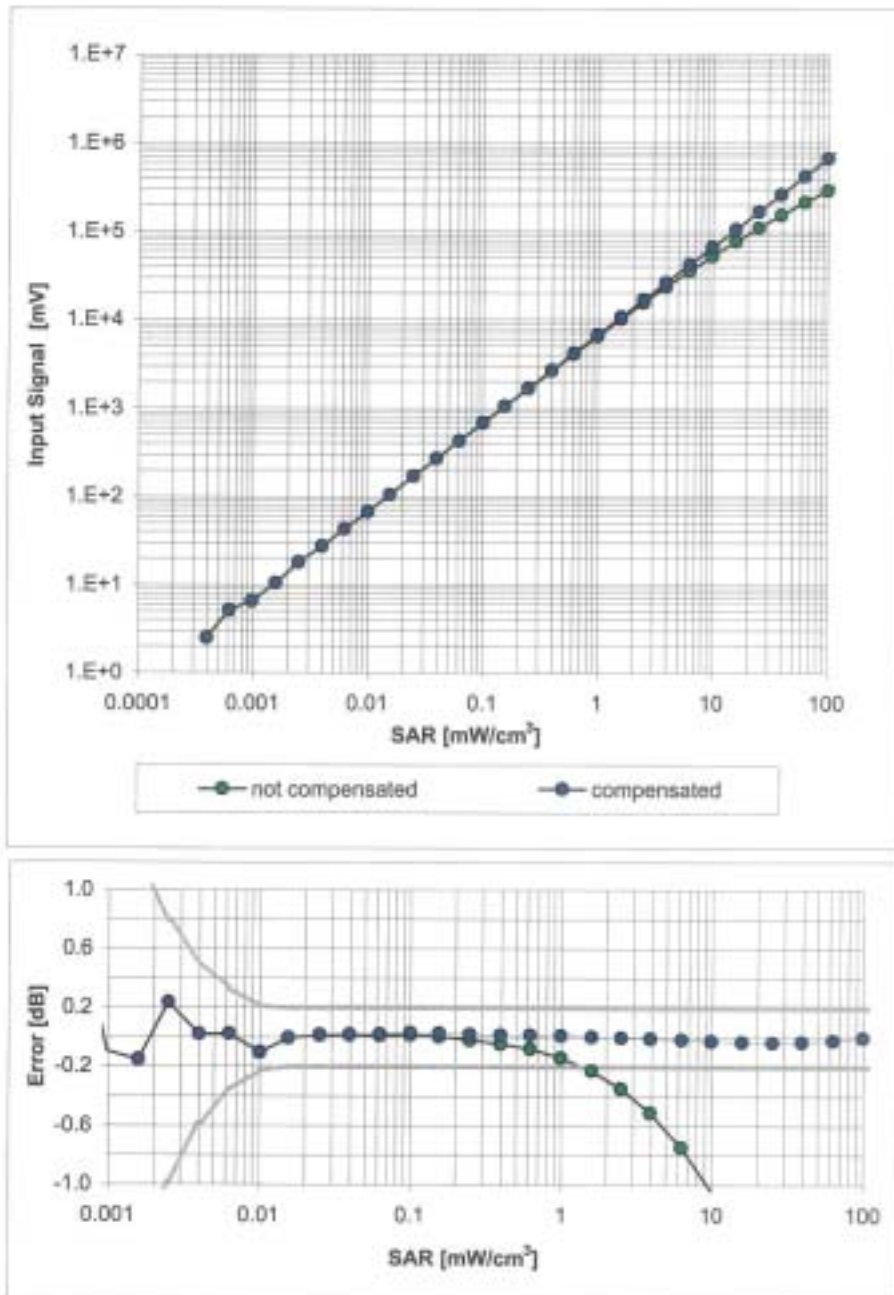 1.E+7
1.E+6
1.E+5
1.E+4
1.E+3
1.E+2
1.E+1
1.E+0
Input Signal [mV]
0.0001 0.001 0.01 0.1 1 10 100
SAR [mW/cm³]
not compensated compensated
1.0
0.6
0.2
-0.2
-0.6
-1.0
Error [dB]
0.001 0.01 0.1 1 10 100
SAR [mW/cm³]